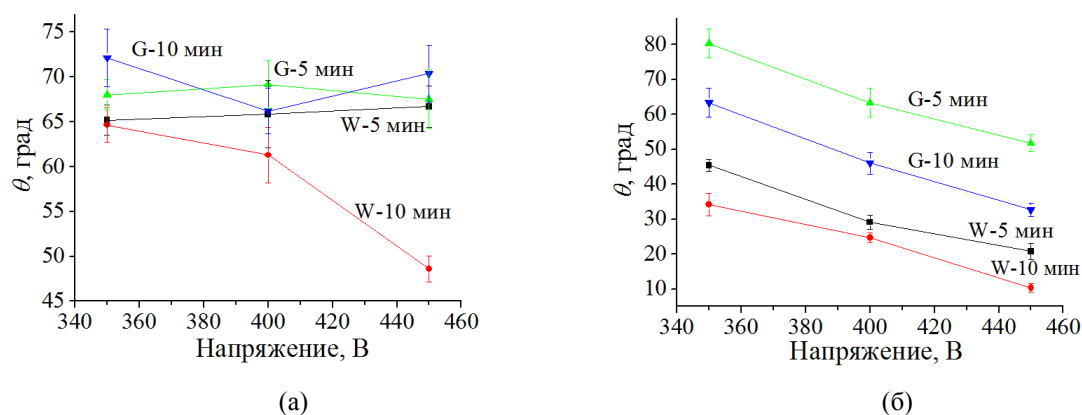 75
70
65
60
55
50
45
340 360 380 400 420 440 460
θ, град
Напряжение, В
G-10 мин
G-5 мин
W-5 мин
W-10 мин
(а)
80
70
60
50
40
30
20
10
340 360 380 400 420 440 460
θ, град
Напряжение, В
G-5 мин
G-10 мин
W-5 мин
W-10 мин
(б)